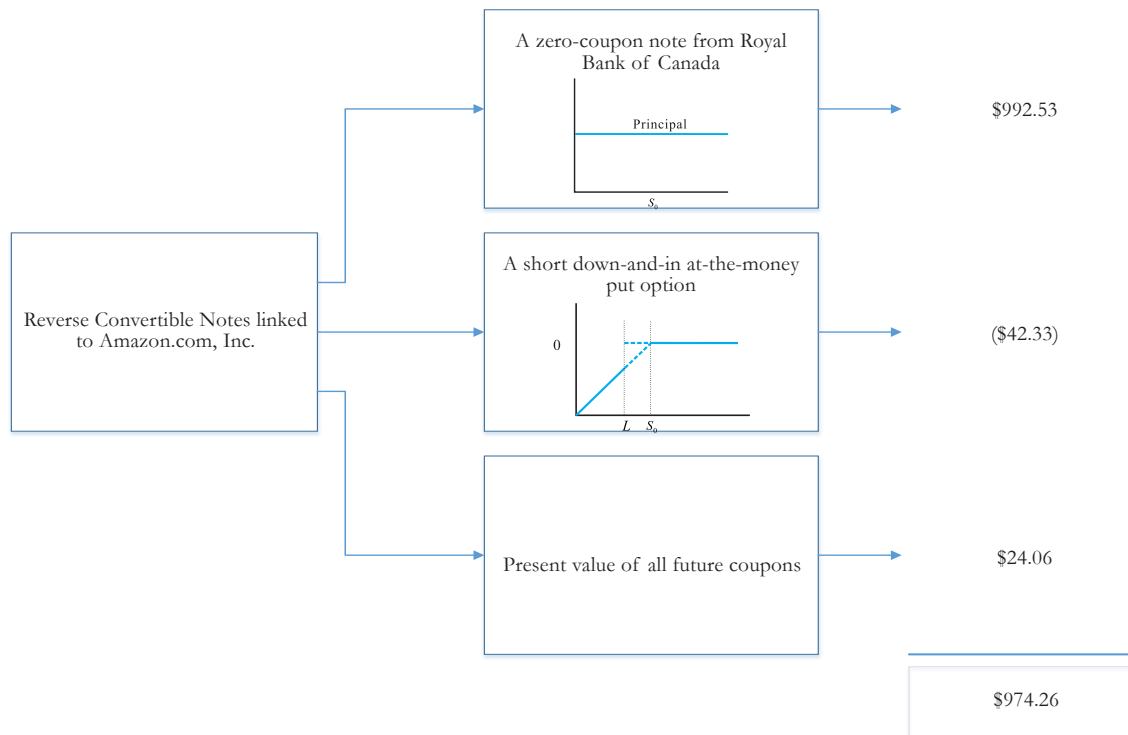 A zero-coupon note from Royal
Bank of Canada
Principal
S₀
$992.53
Reverse Convertible Notes linked
to Amazon.com, Inc.
A short down-and-in at-the-money
put option
0
L S₀
($42.33)
Present value of all future coupons
$24.06
$974.26